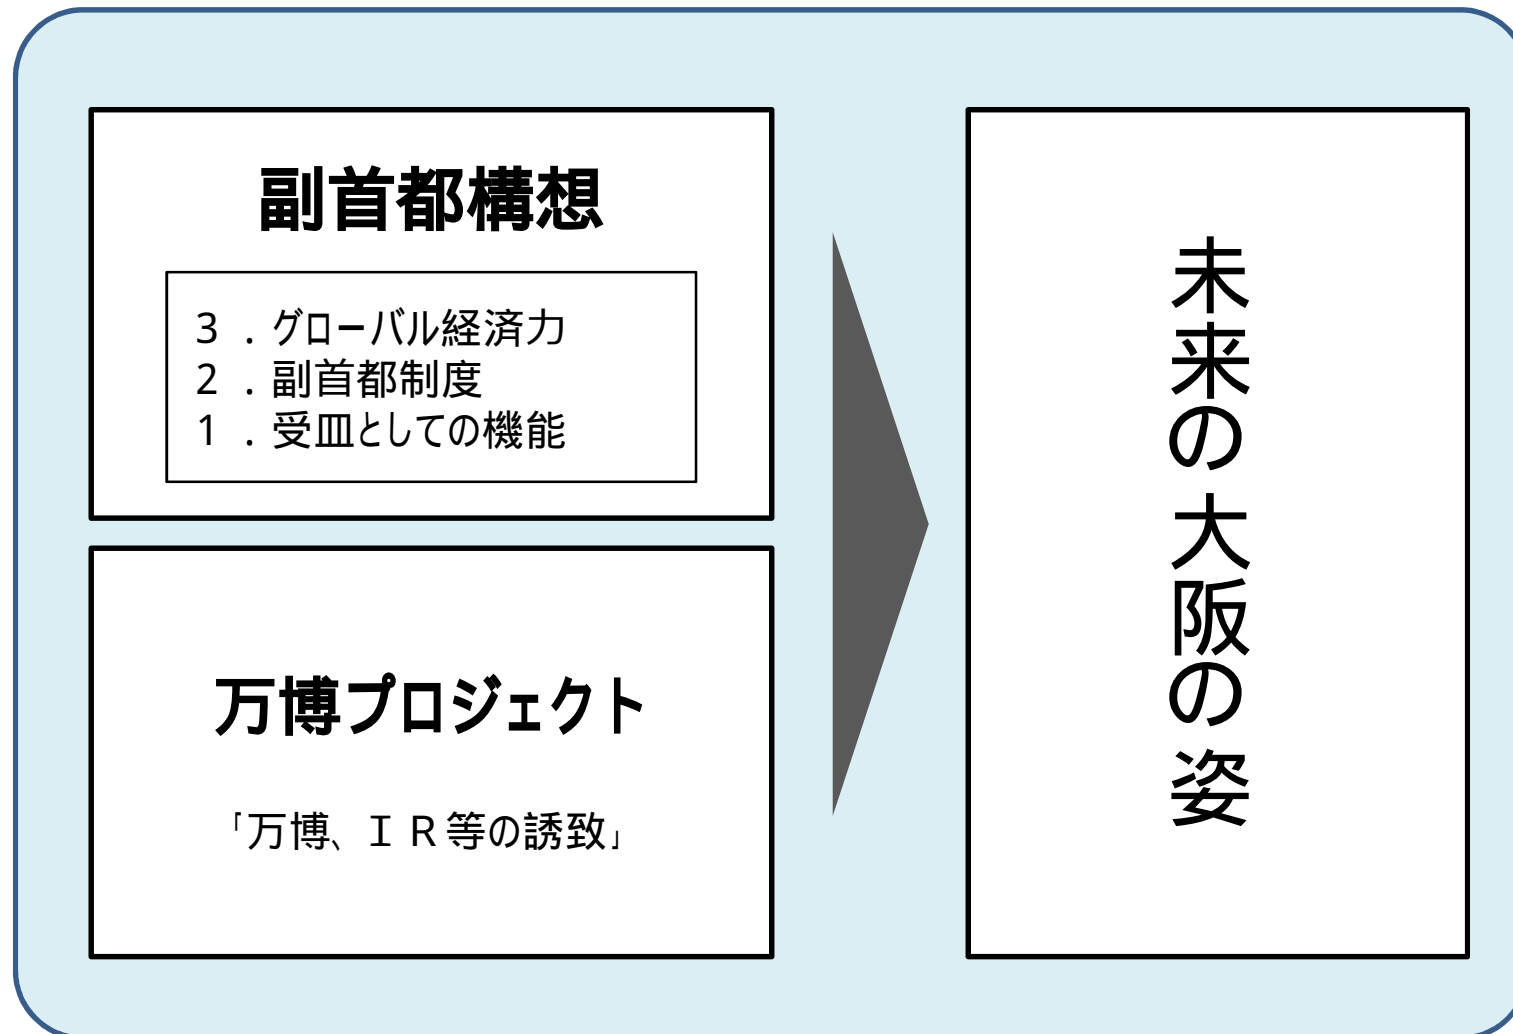 副首都構想
3．グローバル経済力
2．副首都制度
1．受皿としての機能
万博プロジェクト
「万博、ＩＲ等の誘致」
未来の大阪の姿